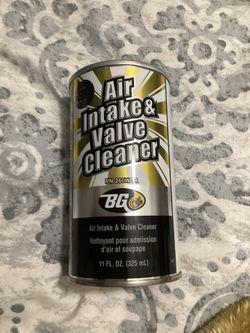 Air
Intake &
Valve
Cleaner
BG
Air Intake & Valve Cleaner
Nettoyant pour admission
d'air et soupape
11 FL. OZ. (325 mL)